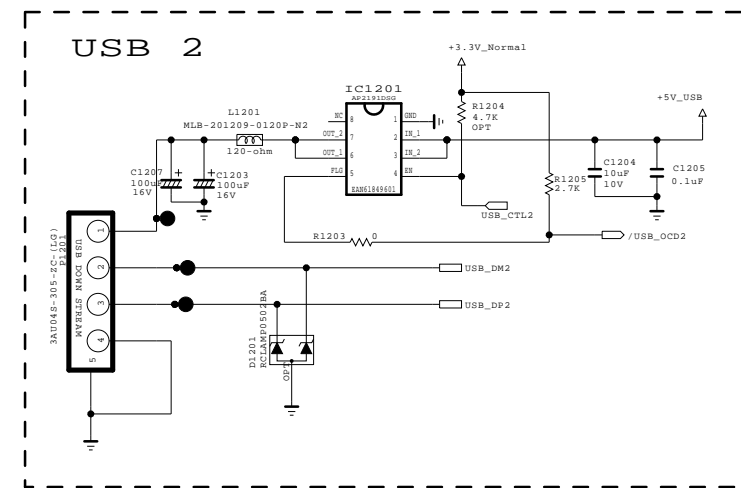 USB 2
+3.3V_Normal
IC1201
AP2191DSG
+5V_USB
L1201
MLB-201209-0120P-N2
120-ohm
NC
8
1
GND
OUT_2
7
2
IN_1
OUT_1
6
3
IN_2
FLG
5
4
EN
EAN61849601
R1204
4.7K
OPT
C1207
100uF
16V
+
C1203
100uF
16V
+
R1205
2.7K
C1204
10uF
10V
C1205
0.1uF
USB_CTL2
R1203
0
/USB_OCD2
USB_DM2
USB_DP2
3AU04S-305-ZC-(LG)
P1201
USB DOWN STREAM
1
2
3
4
5
D1201
RCLAMP0502BA
OPT